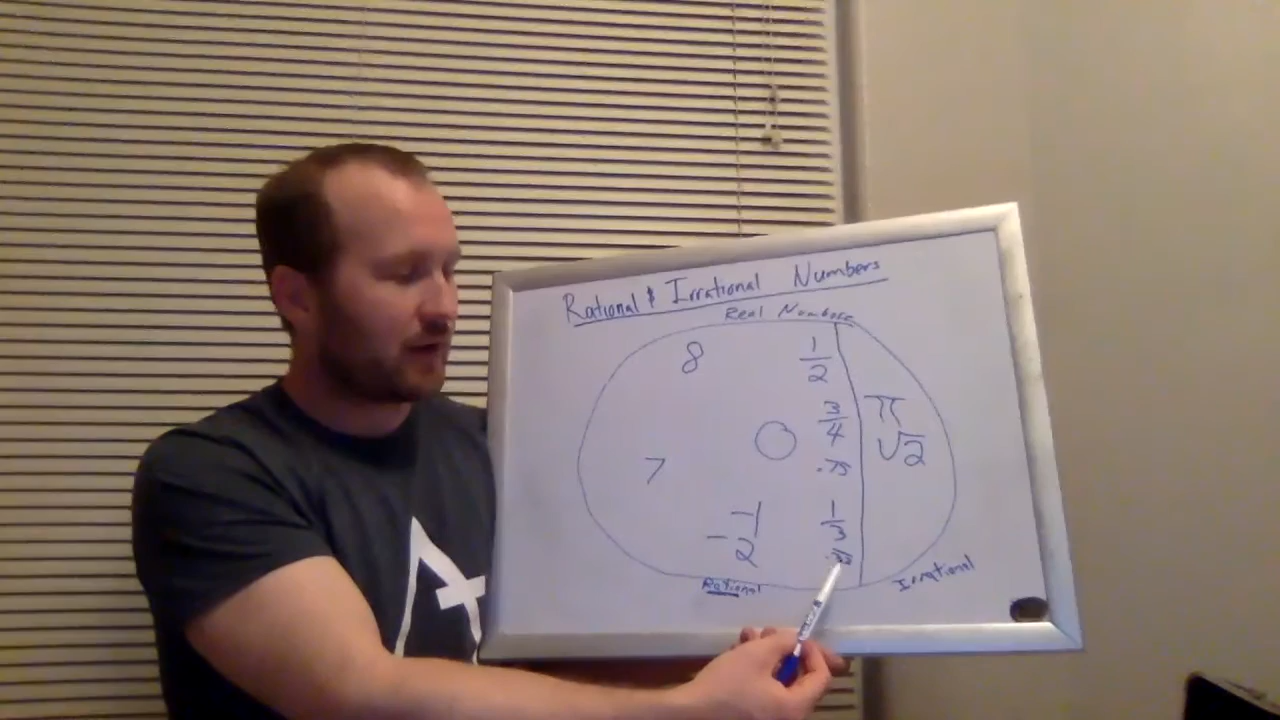 Rational & Irrational Numbers
Real Numbers
8
1/2
3/4
.75
0
7
-1
-2
1/3
π
√2
Rational
Irrational